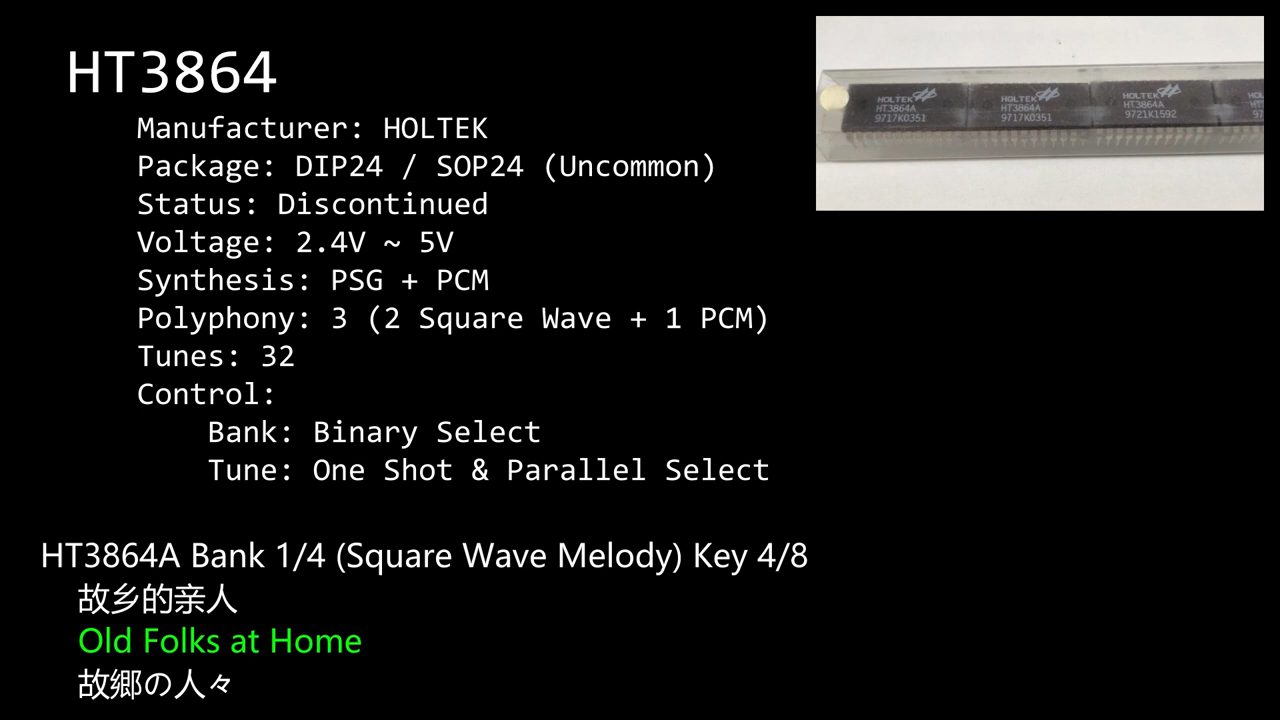 HT3864
Manufacturer: HOLTEK
Package: DIP24 / SOP24 (Uncommon)
Status: Discontinued
Voltage: 2.4V ~ 5V
Synthesis: PSG + PCM
Polyphony: 3 (2 Square Wave + 1 PCM)
Tunes: 32
Control:
Bank: Binary Select
Tune: One Shot & Parallel Select
HOLTEK
HT3864A
9717K0351
HOLTEK
HT3864A
9717K0351
HOLTEK
HT3864A
9721K1592
HT3864A Bank 1/4 (Square Wave Melody) Key 4/8
故乡的亲人
Old Folks at Home
故郷の人々